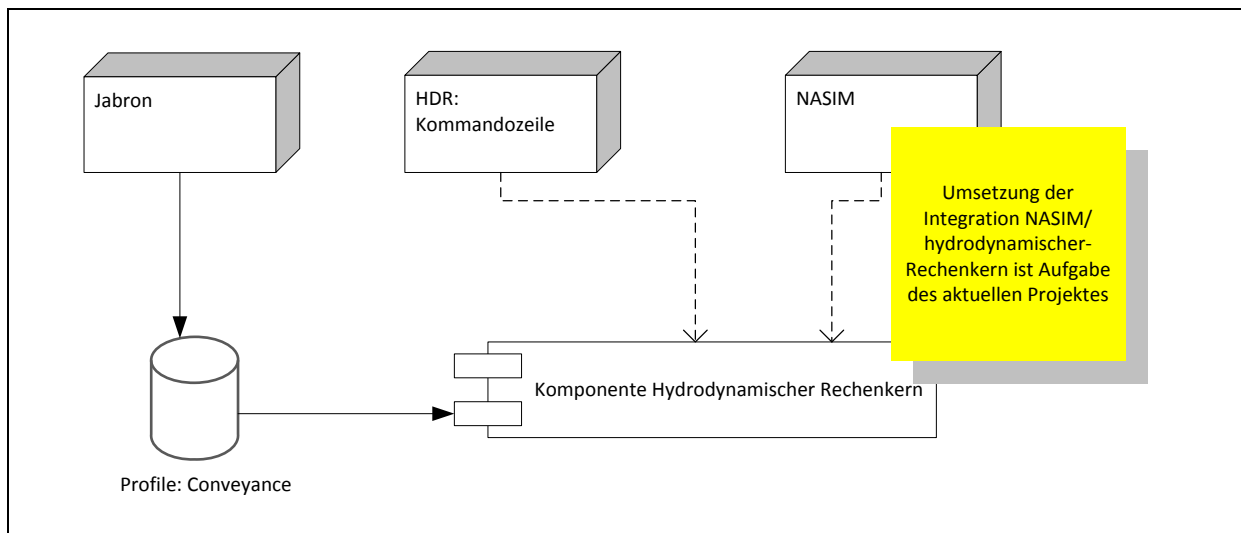 Jabron
HDR:
Kommandozeile
NASIM
Umsetzung der
Integration NASIM/
hydrodynamischer-
Rechenkern ist Aufgabe
des aktuellen Projektes
Komponente Hydrodynamischer Rechenkern
Profile: Conveyance